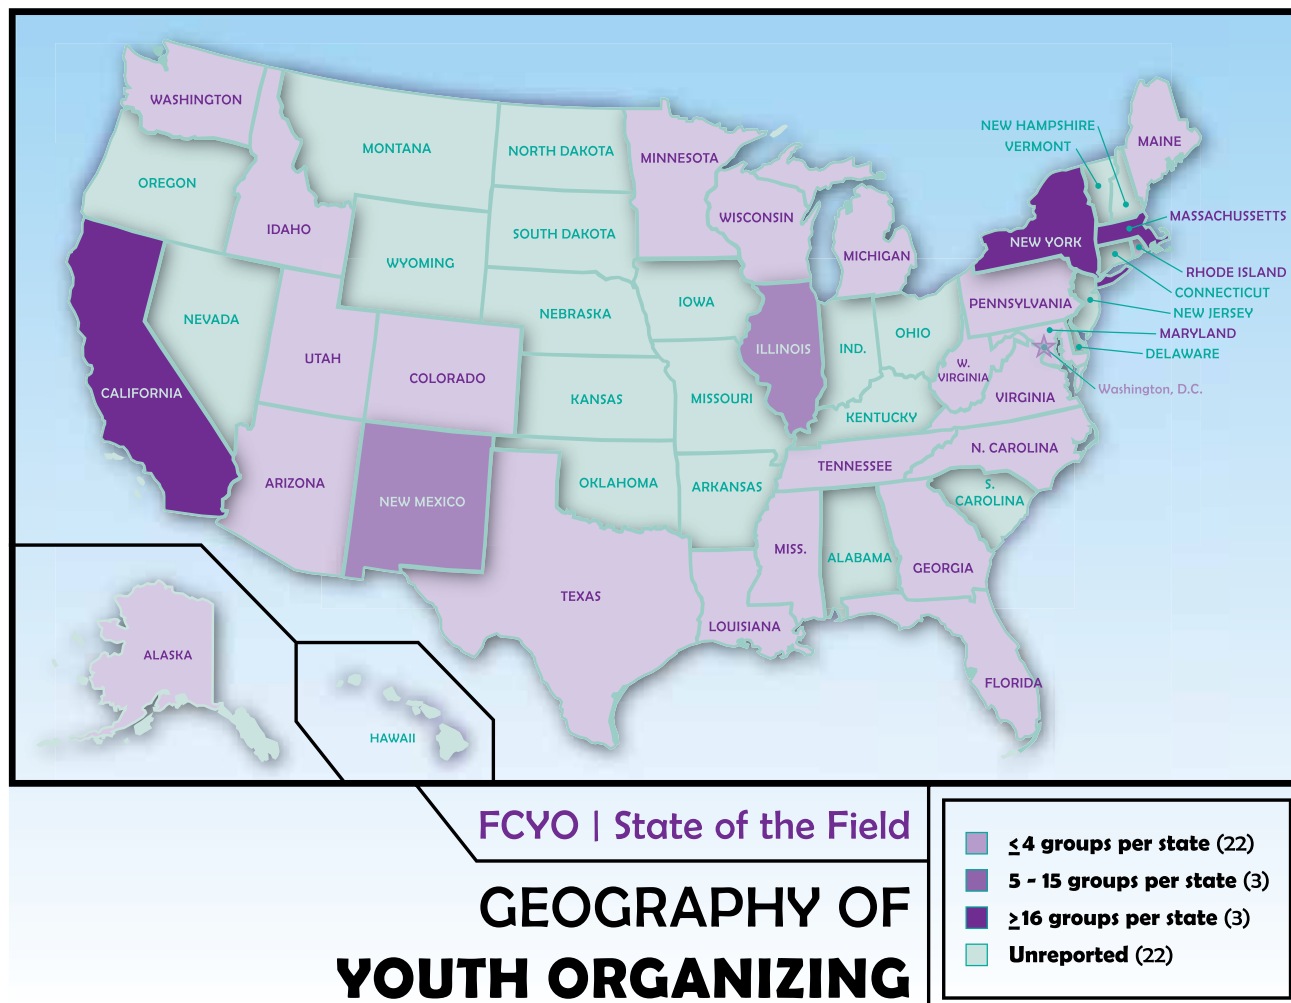 WASHINGTON
MONTANA
NORTH DAKOTA
MINNESOTA
NEW HAMPSHIRE
VERMONT
MAINE
OREGON
IDAHO
WYOMING
SOUTH DAKOTA
WISCONSIN
MICHIGAN
NEW YORK
MASSACHUSSETTS
RHODE ISLAND
CONNECTICUT
NEW JERSEY
MARYLAND
DELAWARE
Washington, D.C.
PENNSYLVANIA
NEVADA
UTAH
COLORADO
NEBRASKA
IOWA
ILLINOIS
IND.
OHIO
W.
VIRGINIA
VIRGINIA
CALIFORNIA
KANSAS
MISSOURI
KENTUCKY
ARIZONA
NEW MEXICO
OKLAHOMA
ARKANSAS
TENNESSEE
N. CAROLINA
S.
CAROLINA
TEXAS
LOUISIANA
MISS.
ALABAMA
GEORGIA
FLORIDA
ALASKA
HAWAII
FCYO | State of the Field
GEOGRAPHY OF
YOUTH ORGANIZING
≤4 groups per state (22)
5 - 15 groups per state (3)
≥16 groups per state (3)
Unreported (22)